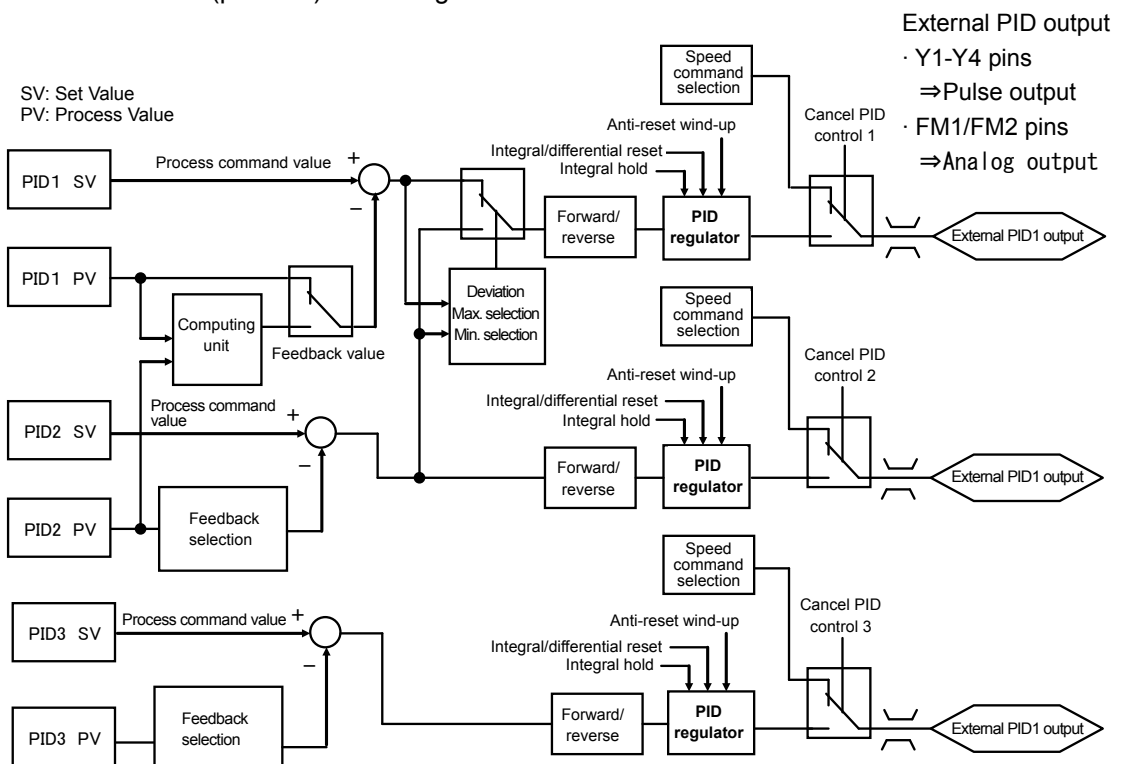 External PID output
· Y1-Y4 pins
⇒Pulse output
· FM1/FM2 pins
⇒Analog output
SV: Set Value
PV: Process Value
Speed
command
selection
Cancel PID
control 1
Anti-reset wind-up
Integral/differential reset
Integral hold
PID1 SV
Process command value
+
−
Forward/
reverse
PID
regulator
External PID1 output
PID1 PV
Computing
unit
Feedback value
Deviation
Max. selection
Min. selection
Speed
command
selection
Cancel PID
control 2
Anti-reset wind-up
Integral/differential reset
Integral hold
PID2 SV
Process command
value
+
−
Forward/
reverse
PID
regulator
External PID1 output
PID2 PV
Feedback
selection
Speed
command
selection
Cancel PID
control 3
Anti-reset wind-up
Integral/differential reset
Integral hold
PID3 SV
Process command value
+
−
Forward/
reverse
PID
regulator
External PID1 output
PID3 PV
Feedback
selection